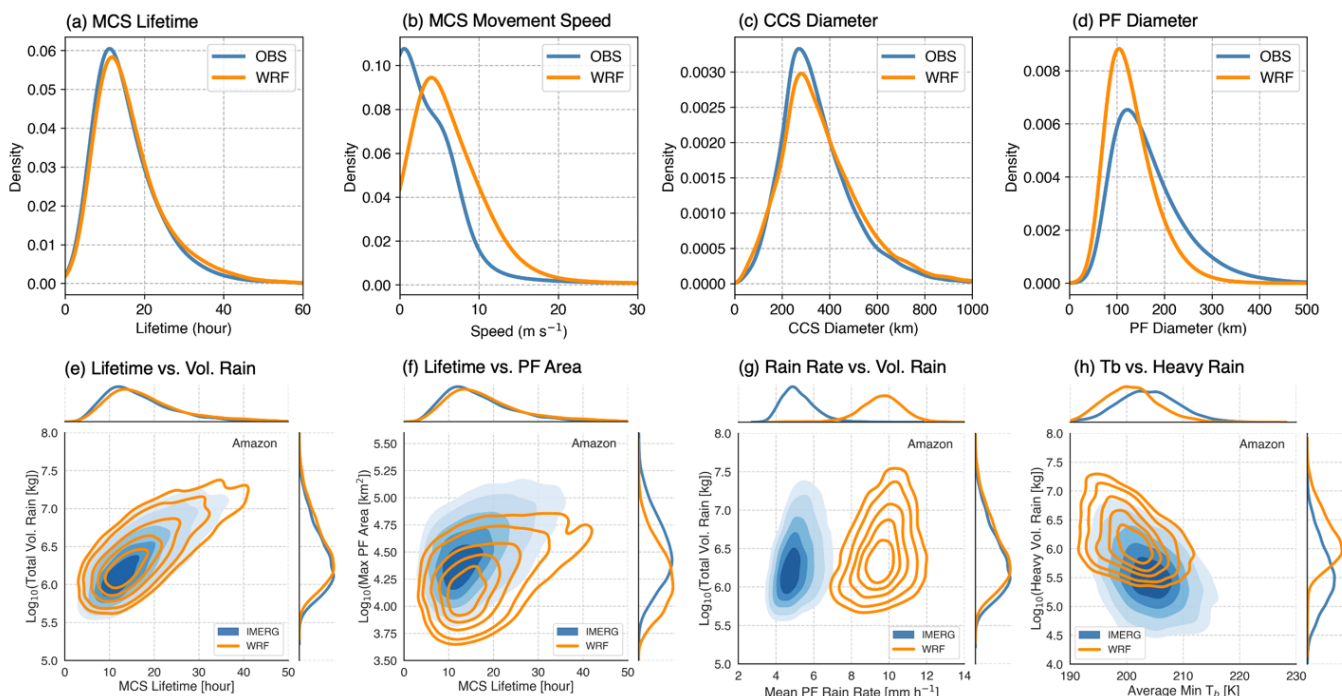 (a) MCS Lifetime
0.06
0.05
0.04
0.03
0.02
0.01
0.00
Density
OBS
WRF
0 20 40 60
Lifetime (hour)
(b) MCS Movement Speed
0.10
0.08
0.06
0.04
0.02
0.00
Density
OBS
WRF
0 10 20 30
Speed (m s⁻¹)
(c) CCS Diameter
0.0030
0.0025
0.0020
0.0015
0.0010
0.0005
0.0000
Density
OBS
WRF
0 200 400 600 800 1000
CCS Diameter (km)
(d) PF Diameter
0.008
0.006
0.004
0.002
0.000
Density
OBS
WRF
0 100 200 300 400 500
PF Diameter (km)
(e) Lifetime vs. Vol. Rain
Amazon
8.0
7.5
7.0
6.5
6.0
5.5
5.0
Log₁₀(Total Vol. Rain [kg])
IMERG
WRF
0 10 20 30 40 50
MCS Lifetime [hour]
(f) Lifetime vs. PF Area
Amazon
5.50
5.25
5.00
4.75
4.50
4.25
4.00
3.75
3.50
Log₁₀(Max PF Area [km²])
IMERG
WRF
0 10 20 30 40 50
MCS Lifetime [hour]
(g) Rain Rate vs. Vol. Rain
Amazon
8.0
7.5
7.0
6.5
6.0
5.5
5.0
Log₁₀(Total Vol. Rain [kg])
IMERG
WRF
2 4 6 8 10 12 14
Mean PF Rain Rate [mm h⁻¹]
(h) Tb vs. Heavy Rain
Amazon
8.0
7.5
7.0
6.5
6.0
5.5
5.0
4.5
4.0
Log₁₀(Heavy Vol. Rain [kg])
IMERG
WRF
190 200 210 220 230
Average Min T_b [K]